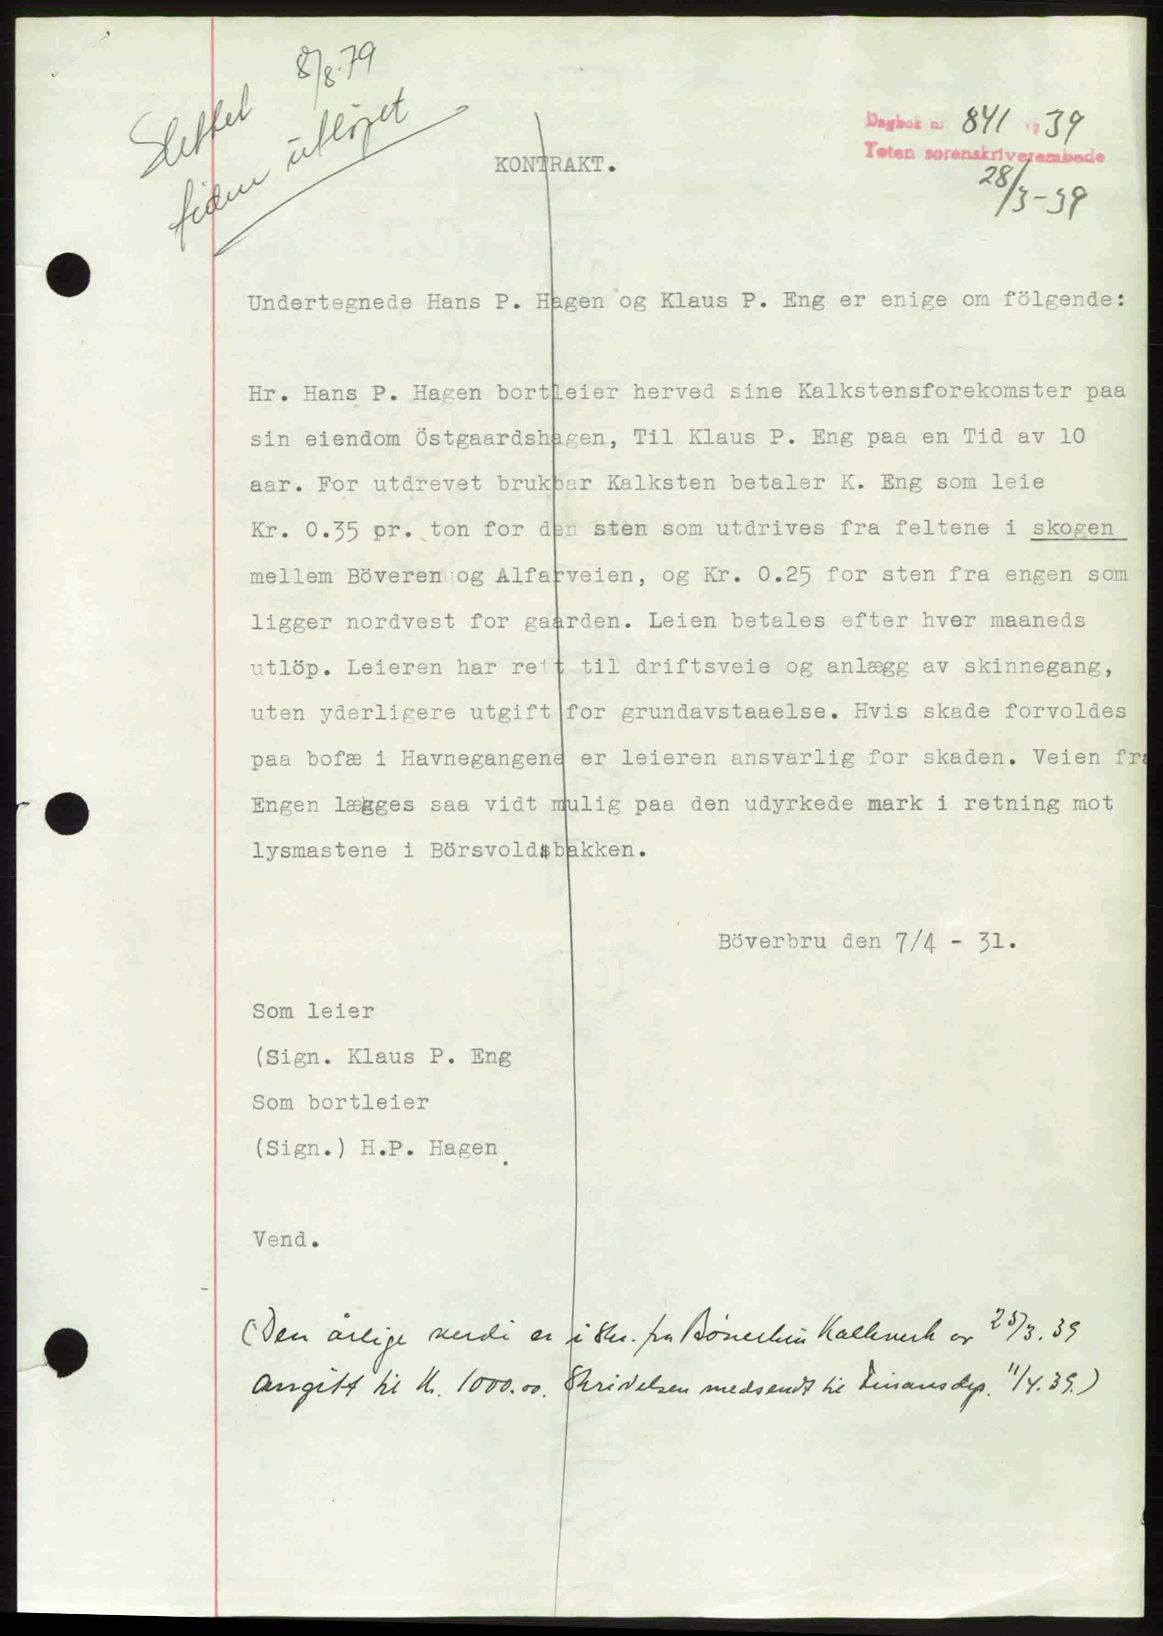 8/8-79
Slettet
tiden utløpet
Dagbok nr 841 19 39
Toten sorenskriverembede
28/3-39
KONTRAKT.
Undertegnede Hans P. Hagen og Klaus P. Eng er enige om fölgende:
Hr. Hans P. Hagen bortleier herved sine Kalkstensforekomster paa
sin eiendom Östgaardshagen, Til Klaus P. Eng paa en Tid av 10
aar. For utdrevet brukbar Kalksten betaler K. Eng som leie
Kr. 0.35 pr. ton for den sten som utdrives fra feltene i skogen
mellem Böveren og Alfarveien, og Kr. 0.25 for sten fra engen som
ligger nordvest for gaarden. Leien betales efter hver maaneds
utlöp. Leieren har rett til driftsveie og anlægg av skinnegang,
uten yderligere utgift for grundavstaaelse. Hvis skade forvoldes
paa bofæ i Havnegangene er leieren ansvarlig for skaden. Veien fra
Engen lægges saa vidt mulig paa den udyrkede mark i retning mot
lysmastene i Börsvoldsbakken.
Böverbru den 7/4 - 31.
Som leier
(Sign. Klaus P. Eng
Som bortleier
(Sign.) H.P. Hagen
Vend.
(Den årlige verdi er i skr. fra Bøverbru Kalkverk av 25/3.39
angitt til kr. 1000.00. Skrivelsen medsendt til Finansdep. 11/4.39.)